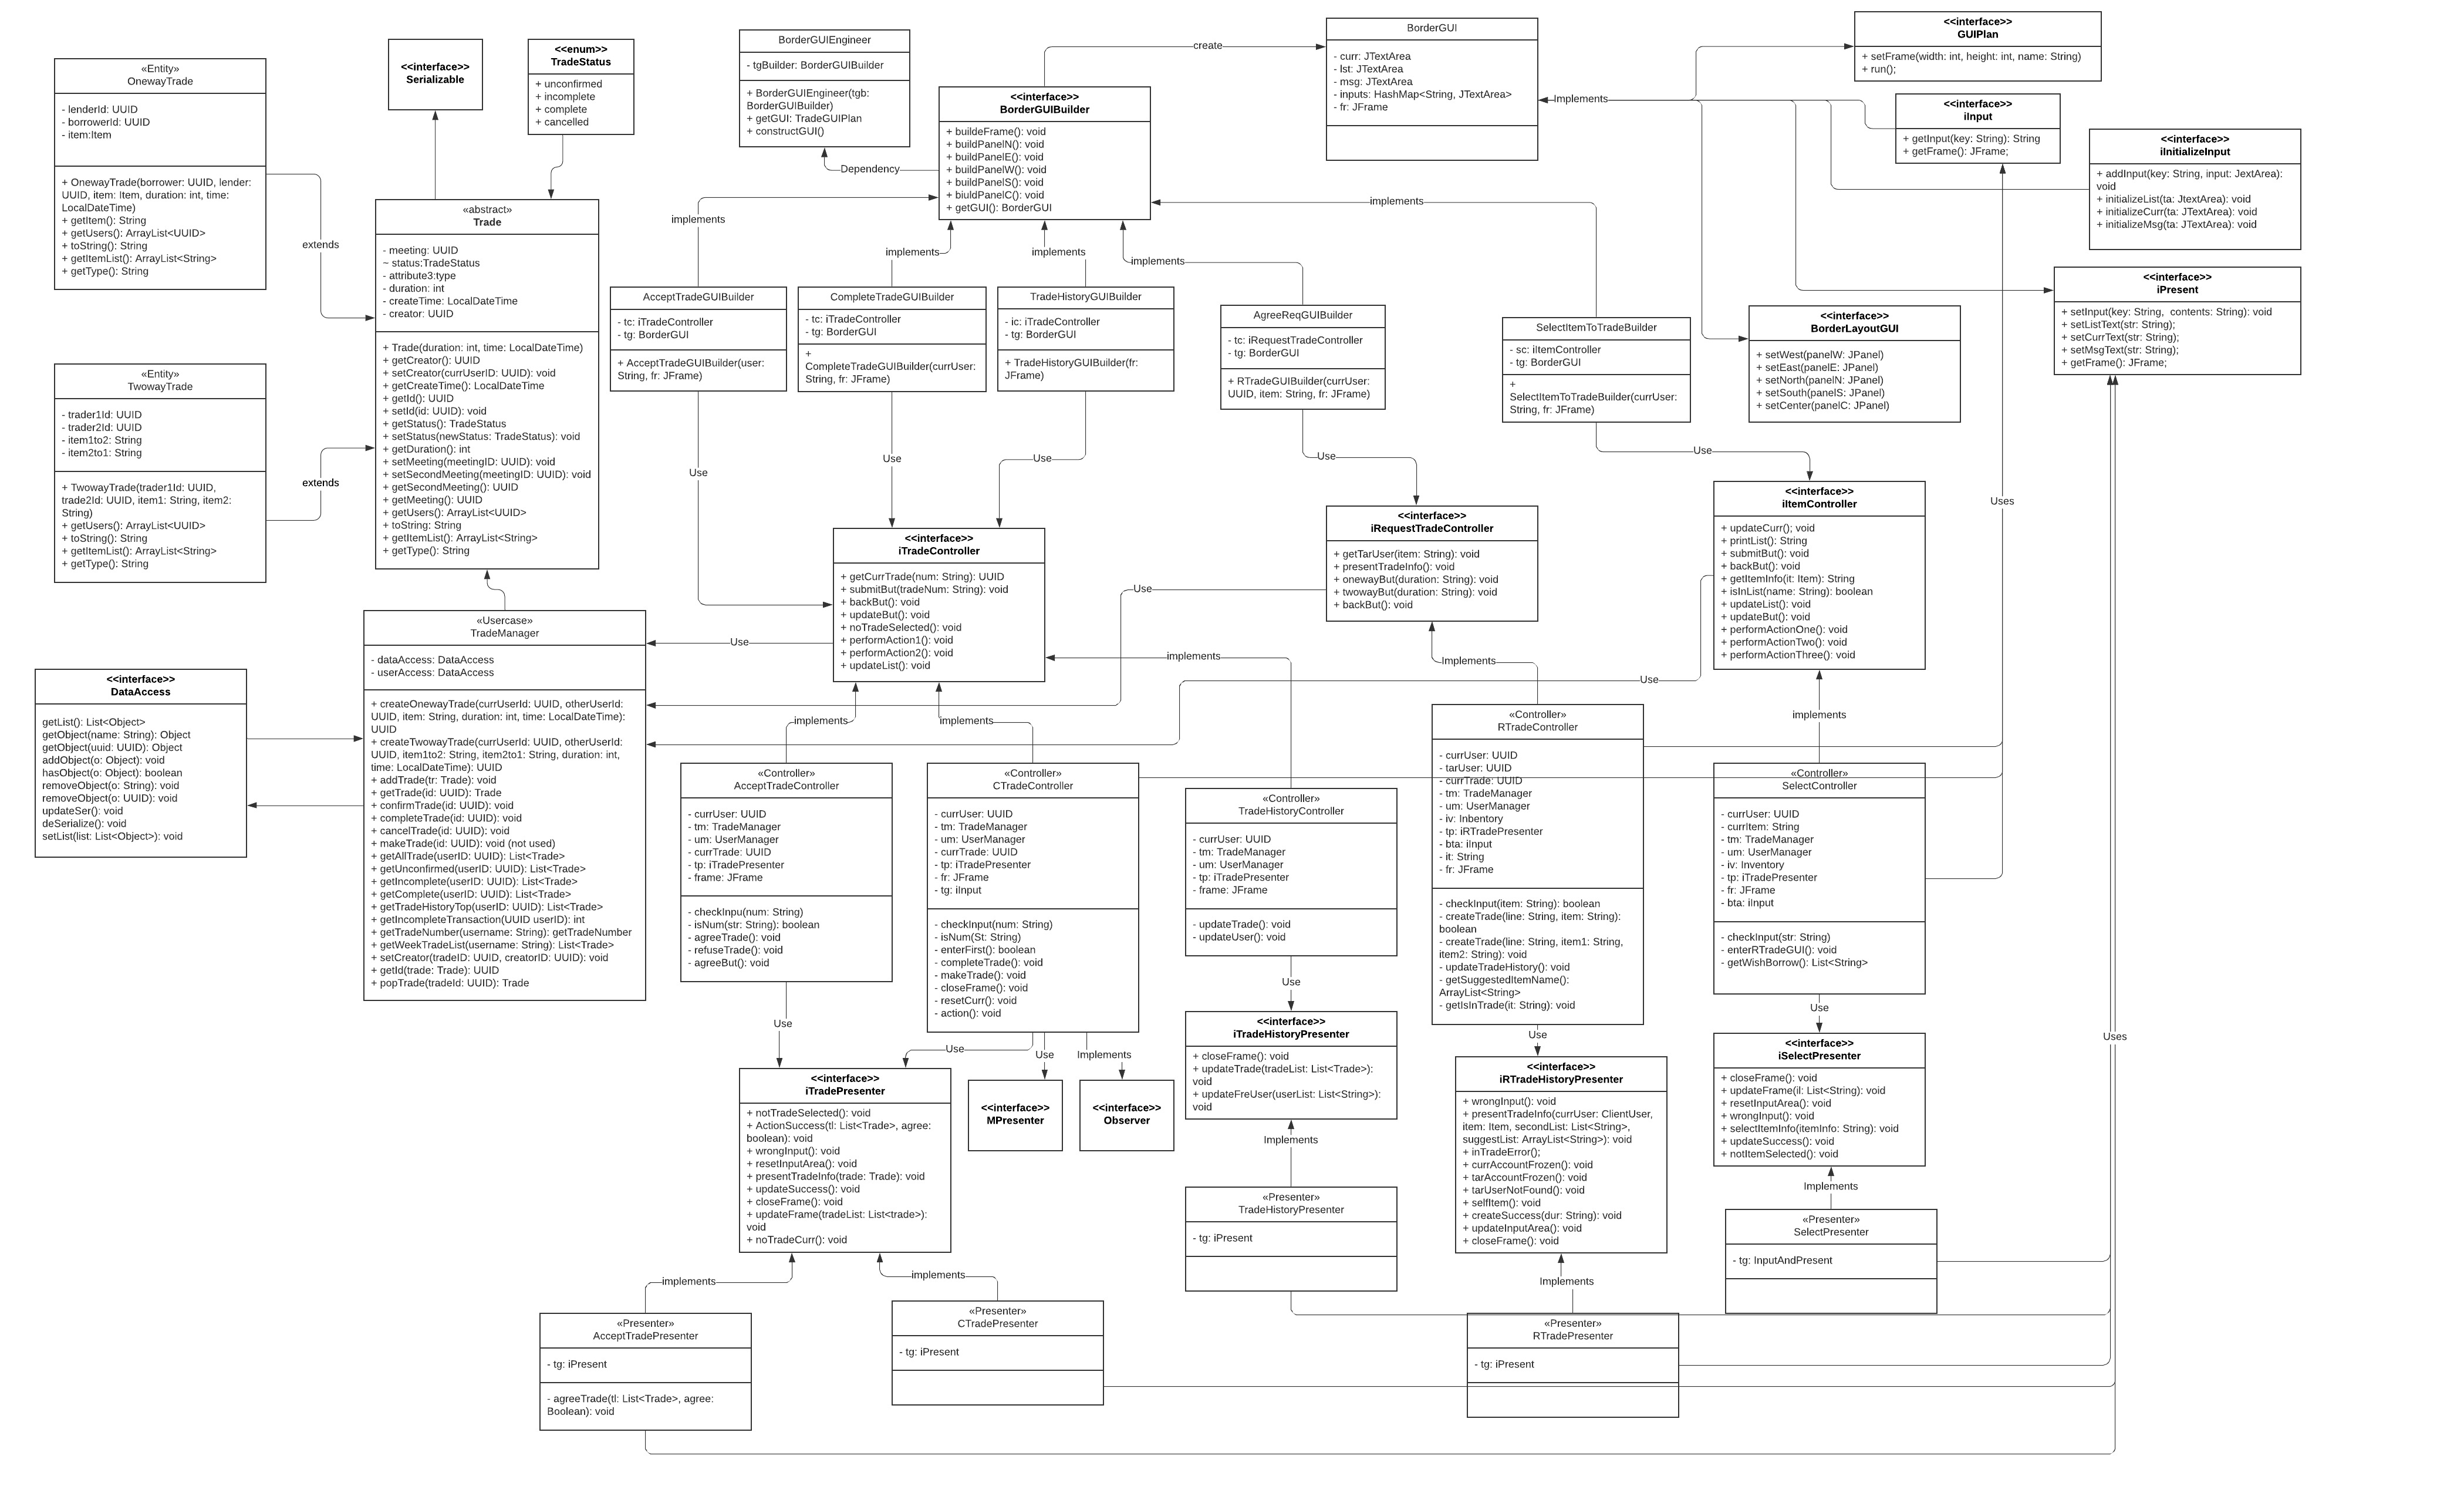 «Entity»
OnewayTrade
- lenderId: UUID
- borrowerId: UUID
- item:Item
+ OnewayTrade(borrower: UUID, lender:
UUID, item: Item, duration: int, time:
LocalDateTime)
+ getItem(): String
+ getUsers(): ArrayList<UUID>
+ toString(): String
+ getItemList(): ArrayList<String>
+ getType(): String
extends
«Entity»
TwowayTrade
- trader1Id: UUID
- trader2Id: UUID
- item1to2: String
- item2to1: String
+ TwowayTrade(trader1Id: UUID,
trade2Id: UUID, item1: String, item2:
String)
+ getUsers(): ArrayList<UUID>
+ toString(): String
+ getItemList(): ArrayList<String>
+ getType(): String
extends
<<interface>>
Serializable
<<enum>>
TradeStatus
+ unconfirmed
+ incomplete
+ complete
+ cancelled
«abstract»
Trade
- meeting: UUID
~ status:TradeStatus
- attribute3:type
- duration: int
- createTime: LocalDateTime
- creator: UUID
+ Trade(duration: int, time: LocalDateTime)
+ getCreator(): UUID
+ setCreator(currUserID: UUID): void
+ getCreateTime(): LocalDateTime
+ getId(): UUID
+ setId(id: UUID): void
+ getStatus(): TradeStatus
+ setStatus(newStatus: TradeStatus): void
+ getDuration(): int
+ setMeeting(meetingID: UUID): void
+ setSecondMeeting(meetingID: UUID): void
+ getSecondMeeting(): UUID
+ getMeeting(): UUID
+ getUsers(): ArrayList<UUID>
+ toString: String
+ getItemList(): ArrayList<String>
+ getType(): String
<<interface>>
DataAccess
getList(): List<Object>
getObject(name: String): Object
getObject(uuid: UUID): Object
addObject(o: Object): void
hasObject(o: Object): boolean
removeObject(o: String): void
removeObject(o: UUID): void
updateSer(): void
deSerialize(): void
setList(list: List<Object>): void
«Usercase»
TradeManager
- dataAccess: DataAccess
- userAccess: DataAccess
+ createOnewayTrade(currUserId: UUID, otherUserId:
UUID, item: String, duration: int, time: LocalDateTime):
UUID
+ createTwowayTrade(currUserId: UUID, otherUserId:
UUID, item1to2: String, item2to1: String, duration: int,
time: LocalDateTime): UUID
+ addTrade(tr: Trade): void
+ getTrade(id: UUID): Trade
+ confirmTrade(id: UUID): void
+ completeTrade(id: UUID): void
+ cancelTrade(id: UUID): void
+ makeTrade(id: UUID): void (not used)
+ getAllTrade(userID: UUID): List<Trade>
+ getUnconfirmed(userID: UUID): List<Trade>
+ getIncomplete(userID: UUID): List<Trade>
+ getComplete(userID: UUID): List<Trade>
+ getTradeHistoryTop(userID: UUID): List<Trade>
+ getIncompleteTransaction(UUID userID): int
+ getTradeNumber(username: String): getTradeNumber
+ getWeekTradeList(username: String): List<Trade>
+ setCreator(tradeID: UUID, creatorID: UUID): void
+ getId(trade: Trade): UUID
+ popTrade(tradeId: UUID): Trade
BorderGUIEngineer
- tgBuilder: BorderGUIBuilder
+ BorderGUIEngineer(tgb:
BorderGUIBuilder)
+ getGUI: TradeGUIPlan
+ constructGUI()
Dependency
create
<<interface>>
BorderGUIBuilder
+ buildeFrame(): void
+ buildPanelN(): void
+ buildPanelE(): void
+ buildPanelW(): void
+ buildPanelS(): void
+ biuldPanelC(): void
+ getGUI(): BorderGUI
BorderGUI
- curr: JTextArea
- lst: JTextArea
- msg: JTextArea
- inputs: HashMap<String, JTextArea>
- fr: JFrame
Implements
<<interface>>
GUIPlan
+ setFrame(width: int, height: int, name: String)
+ run();
<<interface>>
iInput
+ getInput(key: String): String
+ getFrame(): JFrame;
<<interface>>
iInitializeInput
+ addInput(key: String, input: JextArea):
void
+ initializeList(ta: JtextArea): void
+ initializeCurr(ta: JTextArea): void
+ initializeMsg(ta: JTextArea): void
<<interface>>
iPresent
+ setInput(key: String,  contents: String): void
+ setListText(str: String);
+ setCurrText(str: String);
+ setMsgText(str: String);
+ getFrame(): JFrame;
<<interface>>
BorderLayoutGUI
+ setWest(panelW: JPanel)
+ setEast(panelE: JPanel)
+ setNorth(panelN: JPanel)
+ setSouth(panelS: JPanel)
+ setCenter(panelC: JPanel)
implements
implements
implements
implements
implements
AcceptTradeGUIBuilder
- tc: iTradeController
- tg: BorderGUI
+ AcceptTradeGUIBuilder(user:
String, fr: JFrame)
CompleteTradeGUIBuilder
- tc: iTradeController
- tg: BorderGUI
+
CompleteTradeGUIBuilder(currUser:
String, fr: JFrame)
TradeHistoryGUIBuilder
- ic: iTradeController
- tg: BorderGUI
+ TradeHistoryGUIBuilder(fr:
JFrame)
AgreeReqGUIBuilder
- tc: iRequestTradeController
- tg: BorderGUI
+ RTradeGUIBuilder(currUser:
UUID, item: String, fr: JFrame)
SelectItemToTradeBuilder
- sc: iItemController
- tg: BorderGUI
+
SelectItemToTradeBuilder(currUser:
String, fr: JFrame)
Use
Use
Use
Use
Use
Uses
<<interface>>
iTradeController
+ getCurrTrade(num: String): UUID
+ submitBut(tradeNum: String): void
+ backBut(): void
+ updateBut(): void
+ noTradeSelected(): void
+ performAction1(): void
+ performAction2(): void
+ updateList(): void
<<interface>>
iRequestTradeController
+ getTarUser(item: String): void
+ presentTradeInfo(): void
+ onewayBut(duration: String): void
+ twowayBut(duration: String): void
+ backBut(): void
<<interface>>
iItemController
+ updateCurr(); void
+ printList(): String
+ submitBut(): void
+ backBut(): void
+ getItemInfo(it: Item): String
+ isInList(name: String): boolean
+ updateList(): void
+ updateBut(): void
+ performActionOne(): void
+ performActionTwo(): void
+ performActionThree(): void
Use
Use
Use
implements
Implements
implements
implements
implements
«Controller»
AcceptTradeController
- currUser: UUID
- tm: TradeManager
- um: UserManager
- currTrade: UUID
- tp: iTradePresenter
- frame: JFrame
- checkInpu(num: String)
- isNum(str: String): boolean
- agreeTrade(): void
- refuseTrade(): void
- agreeBut(): void
«Controller»
CTradeController
- currUser: UUID
- tm: TradeManager
- um: UserManager
- currTrade: UUID
- tp: iTradePresenter
- fr: JFrame
- tg: iInput
- checkInput(num: String)
- isNum(St: String)
- enterFirst(): boolean
- completeTrade(): void
- makeTrade(): void
- closeFrame(): void
- resetCurr(): void
- action(): void
«Controller»
TradeHistoryController
- currUser: UUID
- tm: TradeManager
- um: UserManager
- tp: iTradePresenter
- frame: JFrame
- updateTrade(): void
- updateUser(): void
«Controller»
RTradeController
- currUser: UUID
- tarUser: UUID
- currTrade: UUID
- tm: TradeManager
- um: UserManager
- iv: Inbentory
- tp: iRTradePresenter
- bta: iInput
- it: String
- fr: JFrame
- checkInput(item: String): boolean
- createTrade(line: String, item: String):
boolean
- createTrade(line: String, item1: String,
item2: String): void
- updateTradeHistory(): void
- getSuggestedItemName():
ArrayList<String>
- getIsInTrade(it: String): void
«Controller»
SelectController
- currUser: UUID
- currItem: String
- tm: TradeManager
- um: UserManager
- iv: Inventory
- tp: iTradePresenter
- fr: JFrame
- bta: iInput
- checkInput(str: String)
- enterRTradeGUI(): void
- getWishBorrow(): List<String>
Use
Use
Use
Implements
Use
Use
Use
Uses
<<interface>>
iTradePresenter
+ notTradeSelected(): void
+ ActionSuccess(tl: List<Trade>, agree:
boolean): void
+ wrongInput(): void
+ resetInputArea(): void
+ presentTradeInfo(trade: Trade): void
+ updateSuccess(): void
+ closeFrame(): void
+ updateFrame(tradeList: List<trade>):
void
+ noTradeCurr(): void
<<interface>>
MPresenter
<<interface>>
Observer
<<interface>>
iTradeHistoryPresenter
+ closeFrame(): void
+ updateTrade(tradeList: List<Trade>):
void
+ updateFreUser(userList: List<String>):
void
<<interface>>
iRTradeHistoryPresenter
+ wrongInput(): void
+ presentTradeInfo(currUser: ClientUser,
item: Item, secondList: List<String>,
suggestList: ArrayList<String>): void
+ inTradeError();
+ currAccountFrozen(): void
+ tarAccountFrozen(): void
+ tarUserNotFound(): void
+ selfItem(): void
+ createSuccess(dur: String): void
+ updateInputArea(): void
+ closeFrame(): void
<<interface>>
iSelectPresenter
+ closeFrame(): void
+ updateFrame(il: List<String): void
+ resetInputArea(): void
+ wrongInput(): void
+ selectItemInfo(itemInfo: String): void
+ updateSuccess(): void
+ notItemSelected(): void
implements
implements
Implements
Implements
Implements
«Presenter»
AcceptTradePresenter
- tg: iPresent
- agreeTrade(tl: List<Trade>, agree:
Boolean): void
«Presenter»
CTradePresenter
- tg: iPresent
«Presenter»
TradeHistoryPresenter
- tg: iPresent
«Presenter»
RTradePresenter
- tg: iPresent
«Presenter»
SelectPresenter
- tg: InputAndPresent